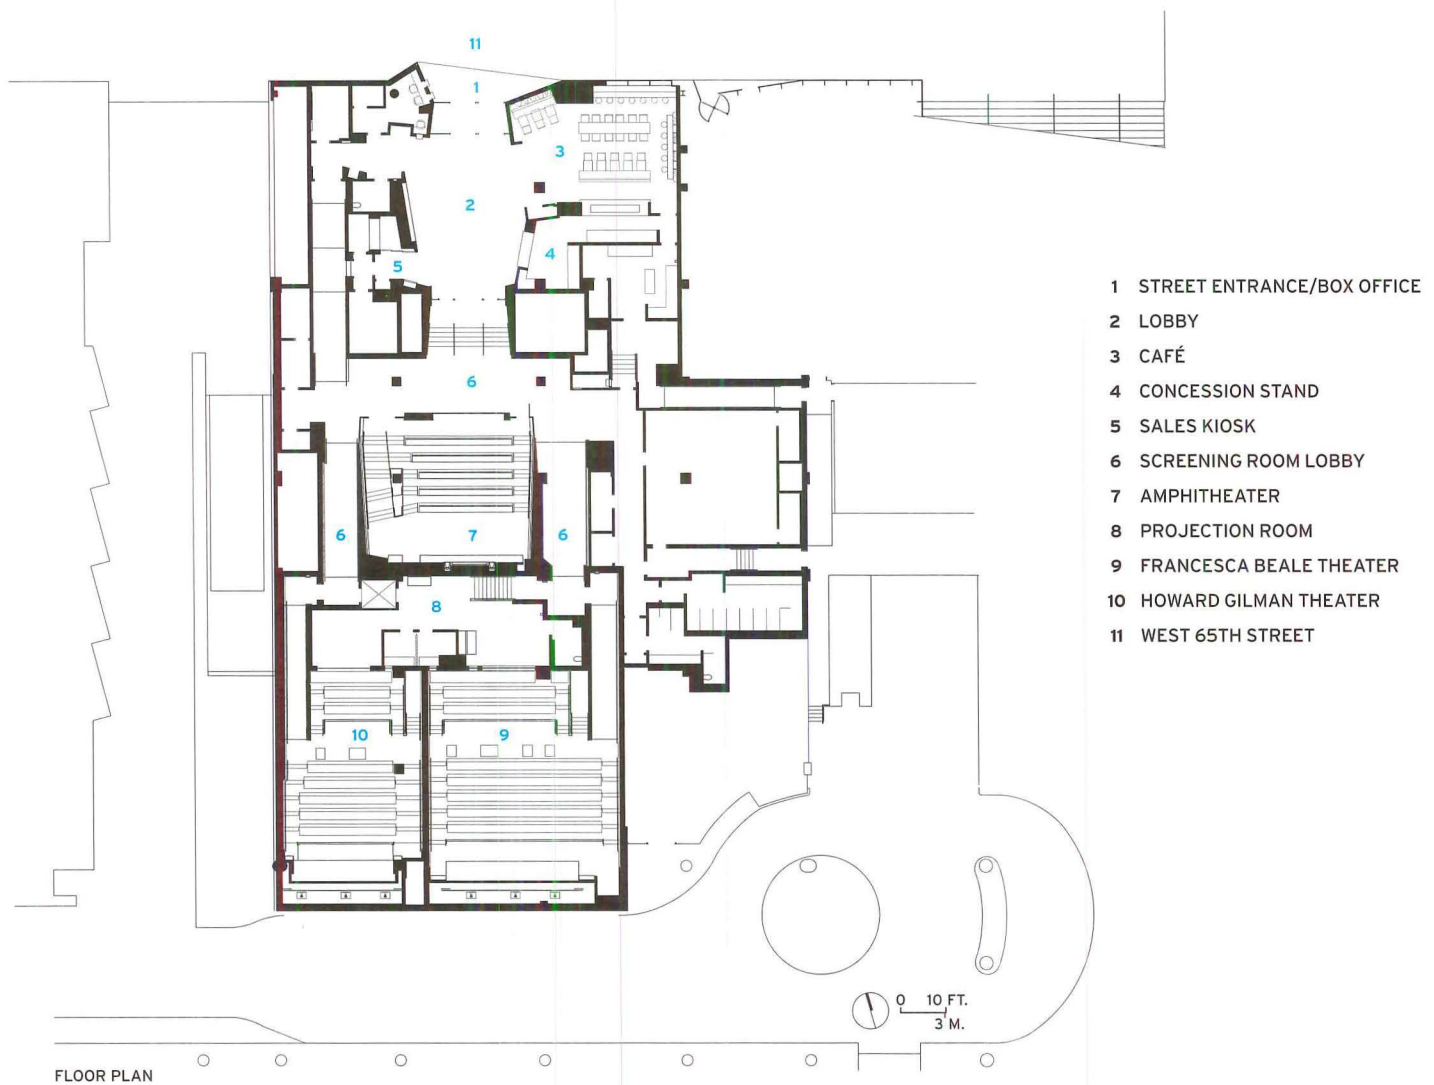 11
1
3
2
4
5
6
6
7
6
8
10
9
1 STREET ENTRANCE/BOX OFFICE
2 LOBBY
3 CAFÉ
4 CONCESSION STAND
5 SALES KIOSK
6 SCREENING ROOM LOBBY
7 AMPHITHEATER
8 PROJECTION ROOM
9 FRANCESCA BEALE THEATER
10 HOWARD GILMAN THEATER
11 WEST 65TH STREET
0 10 FT.
3 M.
FLOOR PLAN